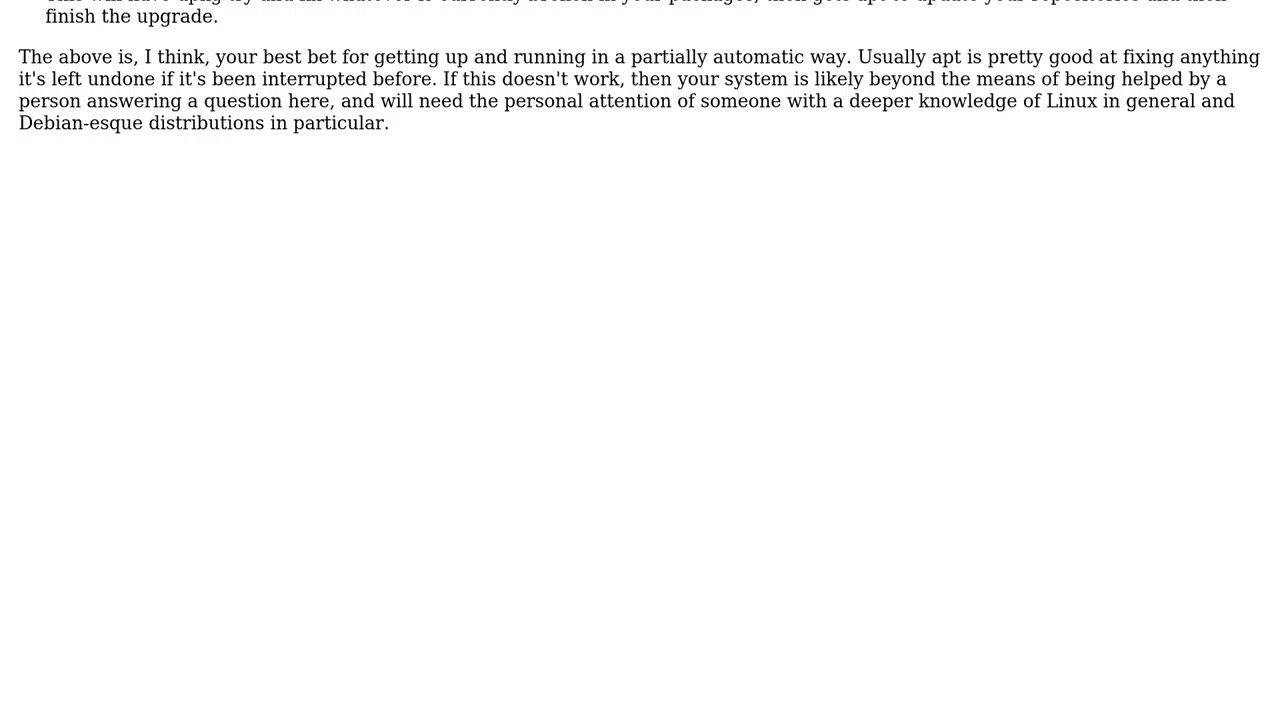 finish the upgrade.
The above is, I think, your best bet for getting up and running in a partially automatic way. Usually apt is pretty good at fixing anything
it's left undone if it's been interrupted before. If this doesn't work, then your system is likely beyond the means of being helped by a
person answering a question here, and will need the personal attention of someone with a deeper knowledge of Linux in general and
Debian-esque distributions in particular.